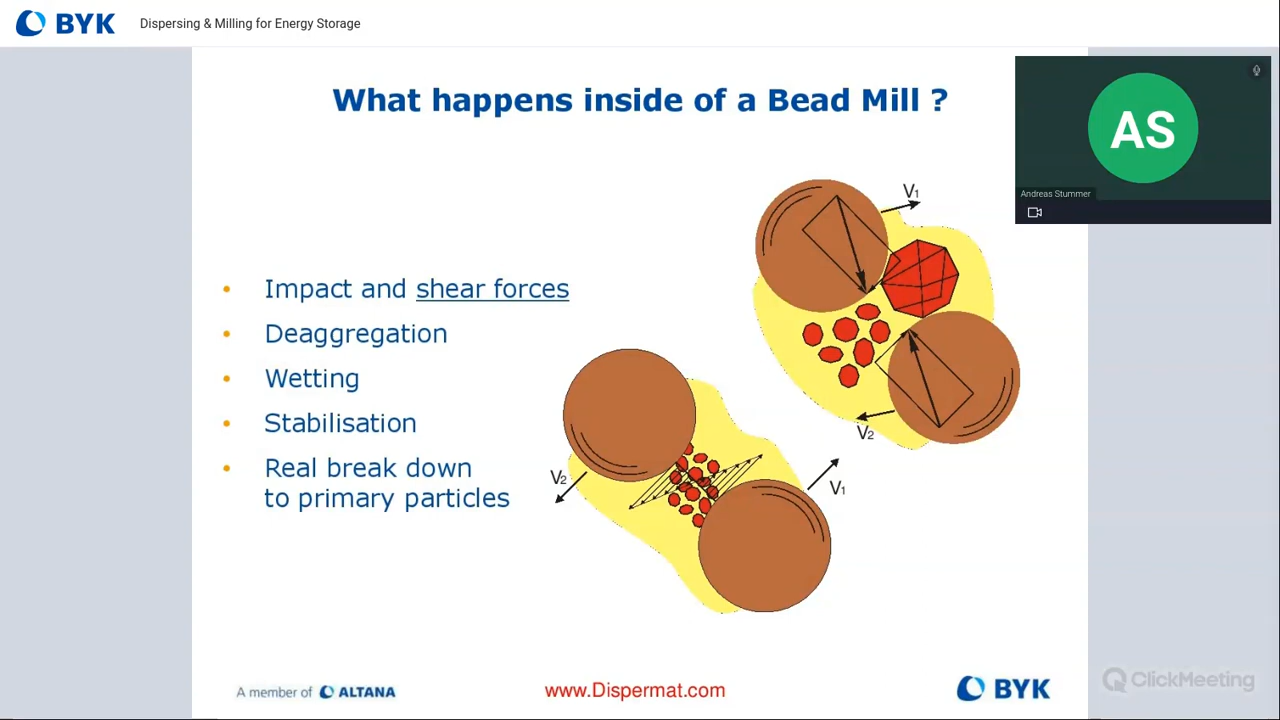 BYK
Dispersing & Milling for Energy Storage
What happens inside of a Bead Mill ?
AS
Andreas Stummer
V1
V2
• Impact and shear forces
• Deaggregation
• Wetting
• Stabilisation
• Real break down
to primary particles
V2
V1
A member of ALTANA
www.Dispermat.com
BYK
ClickMeeting